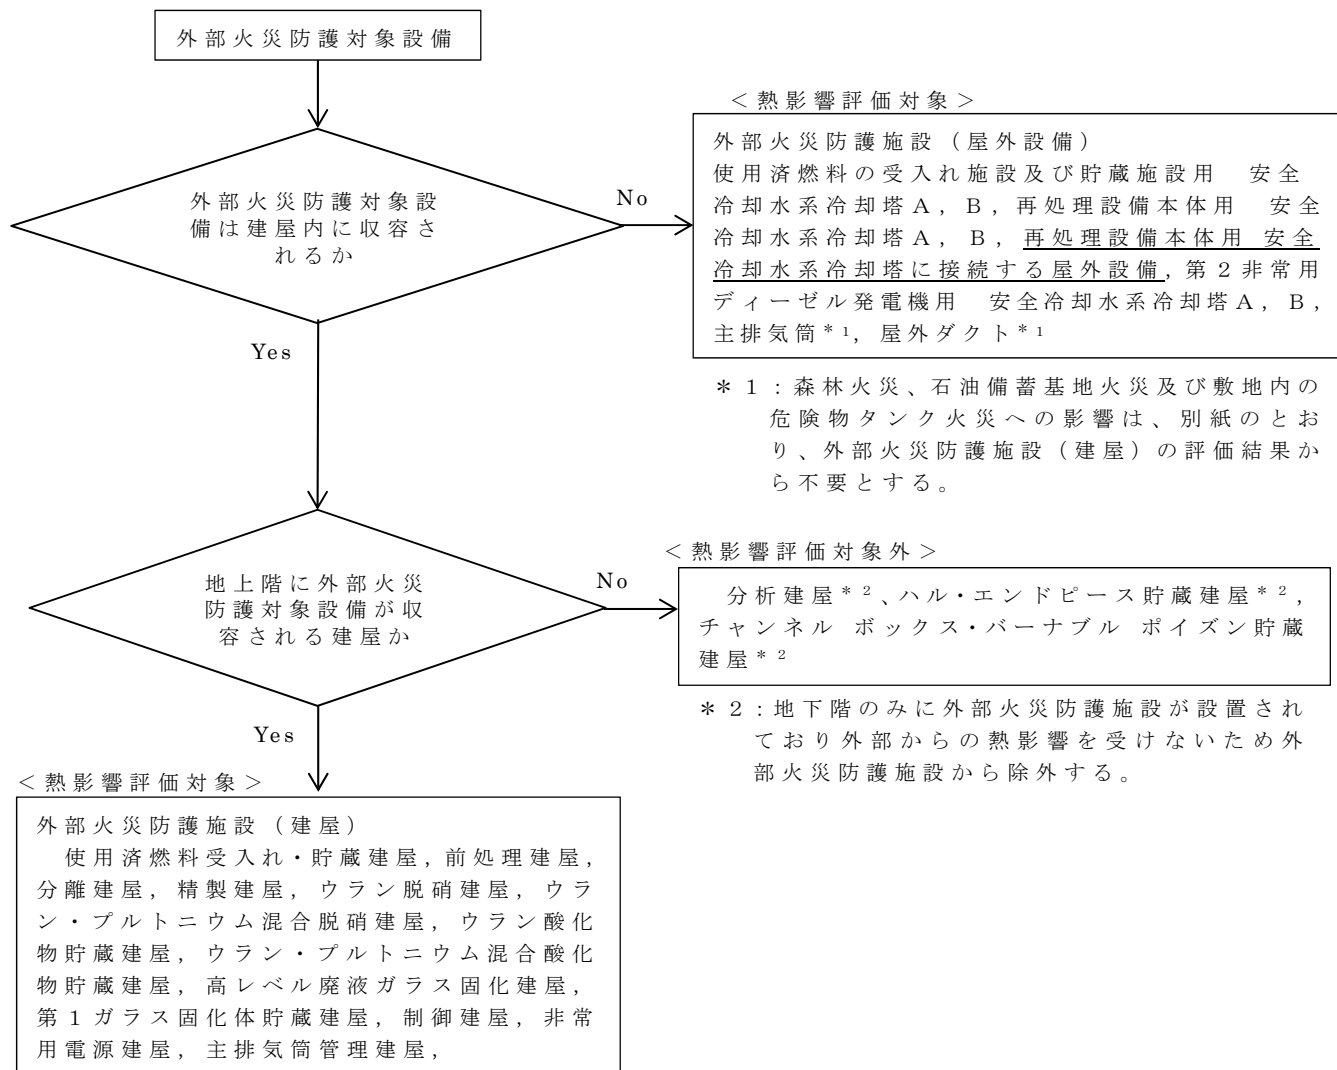 外部火災防護対象設備
外部火災防護対象設
備は建屋内に収容さ
れるか
No
Yes
＜熱影響評価対象＞
外部火災防護施設（屋外設備）
使用済燃料の受入れ施設及び貯蔵施設用　安全
冷却水系冷却塔A，B，再処理設備本体用　安全
冷却水系冷却塔A，B，再処理設備本体用 安全
冷却水系冷却塔に接続する屋外設備，第2非常用
ディーゼル発電機用　安全冷却水系冷却塔A，B，
主排気筒*1，屋外ダクト*1
＊1：森林火災、石油備蓄基地火災及び敷地内の
危険物タンク火災への影響は、別紙のとお
り、外部火災防護施設（建屋）の評価結果か
ら不要とする。
地上階に外部火災
防護対象設備が収
容される建屋か
No
Yes
＜熱影響評価対象外＞
分析建屋*2、ハル・エンドピース貯蔵建屋*2，
チャンネル ボックス・バーナブル ポイズン貯蔵
建屋*2
＊2：地下階のみに外部火災防護施設が設置され
ており外部からの熱影響を受けないため外
部火災防護施設から除外する。
＜熱影響評価対象＞
外部火災防護施設（建屋）
使用済燃料受入れ・貯蔵建屋，前処理建屋，
分離建屋，精製建屋，ウラン脱硝建屋，ウラ
ン・プルトニウム混合脱硝建屋，ウラン酸化
物貯蔵建屋，ウラン・プルトニウム混合酸化
物貯蔵建屋，高レベル廃液ガラス固化建屋，
第1ガラス固化体貯蔵建屋，制御建屋，非常
用電源建屋，主排気筒管理建屋，